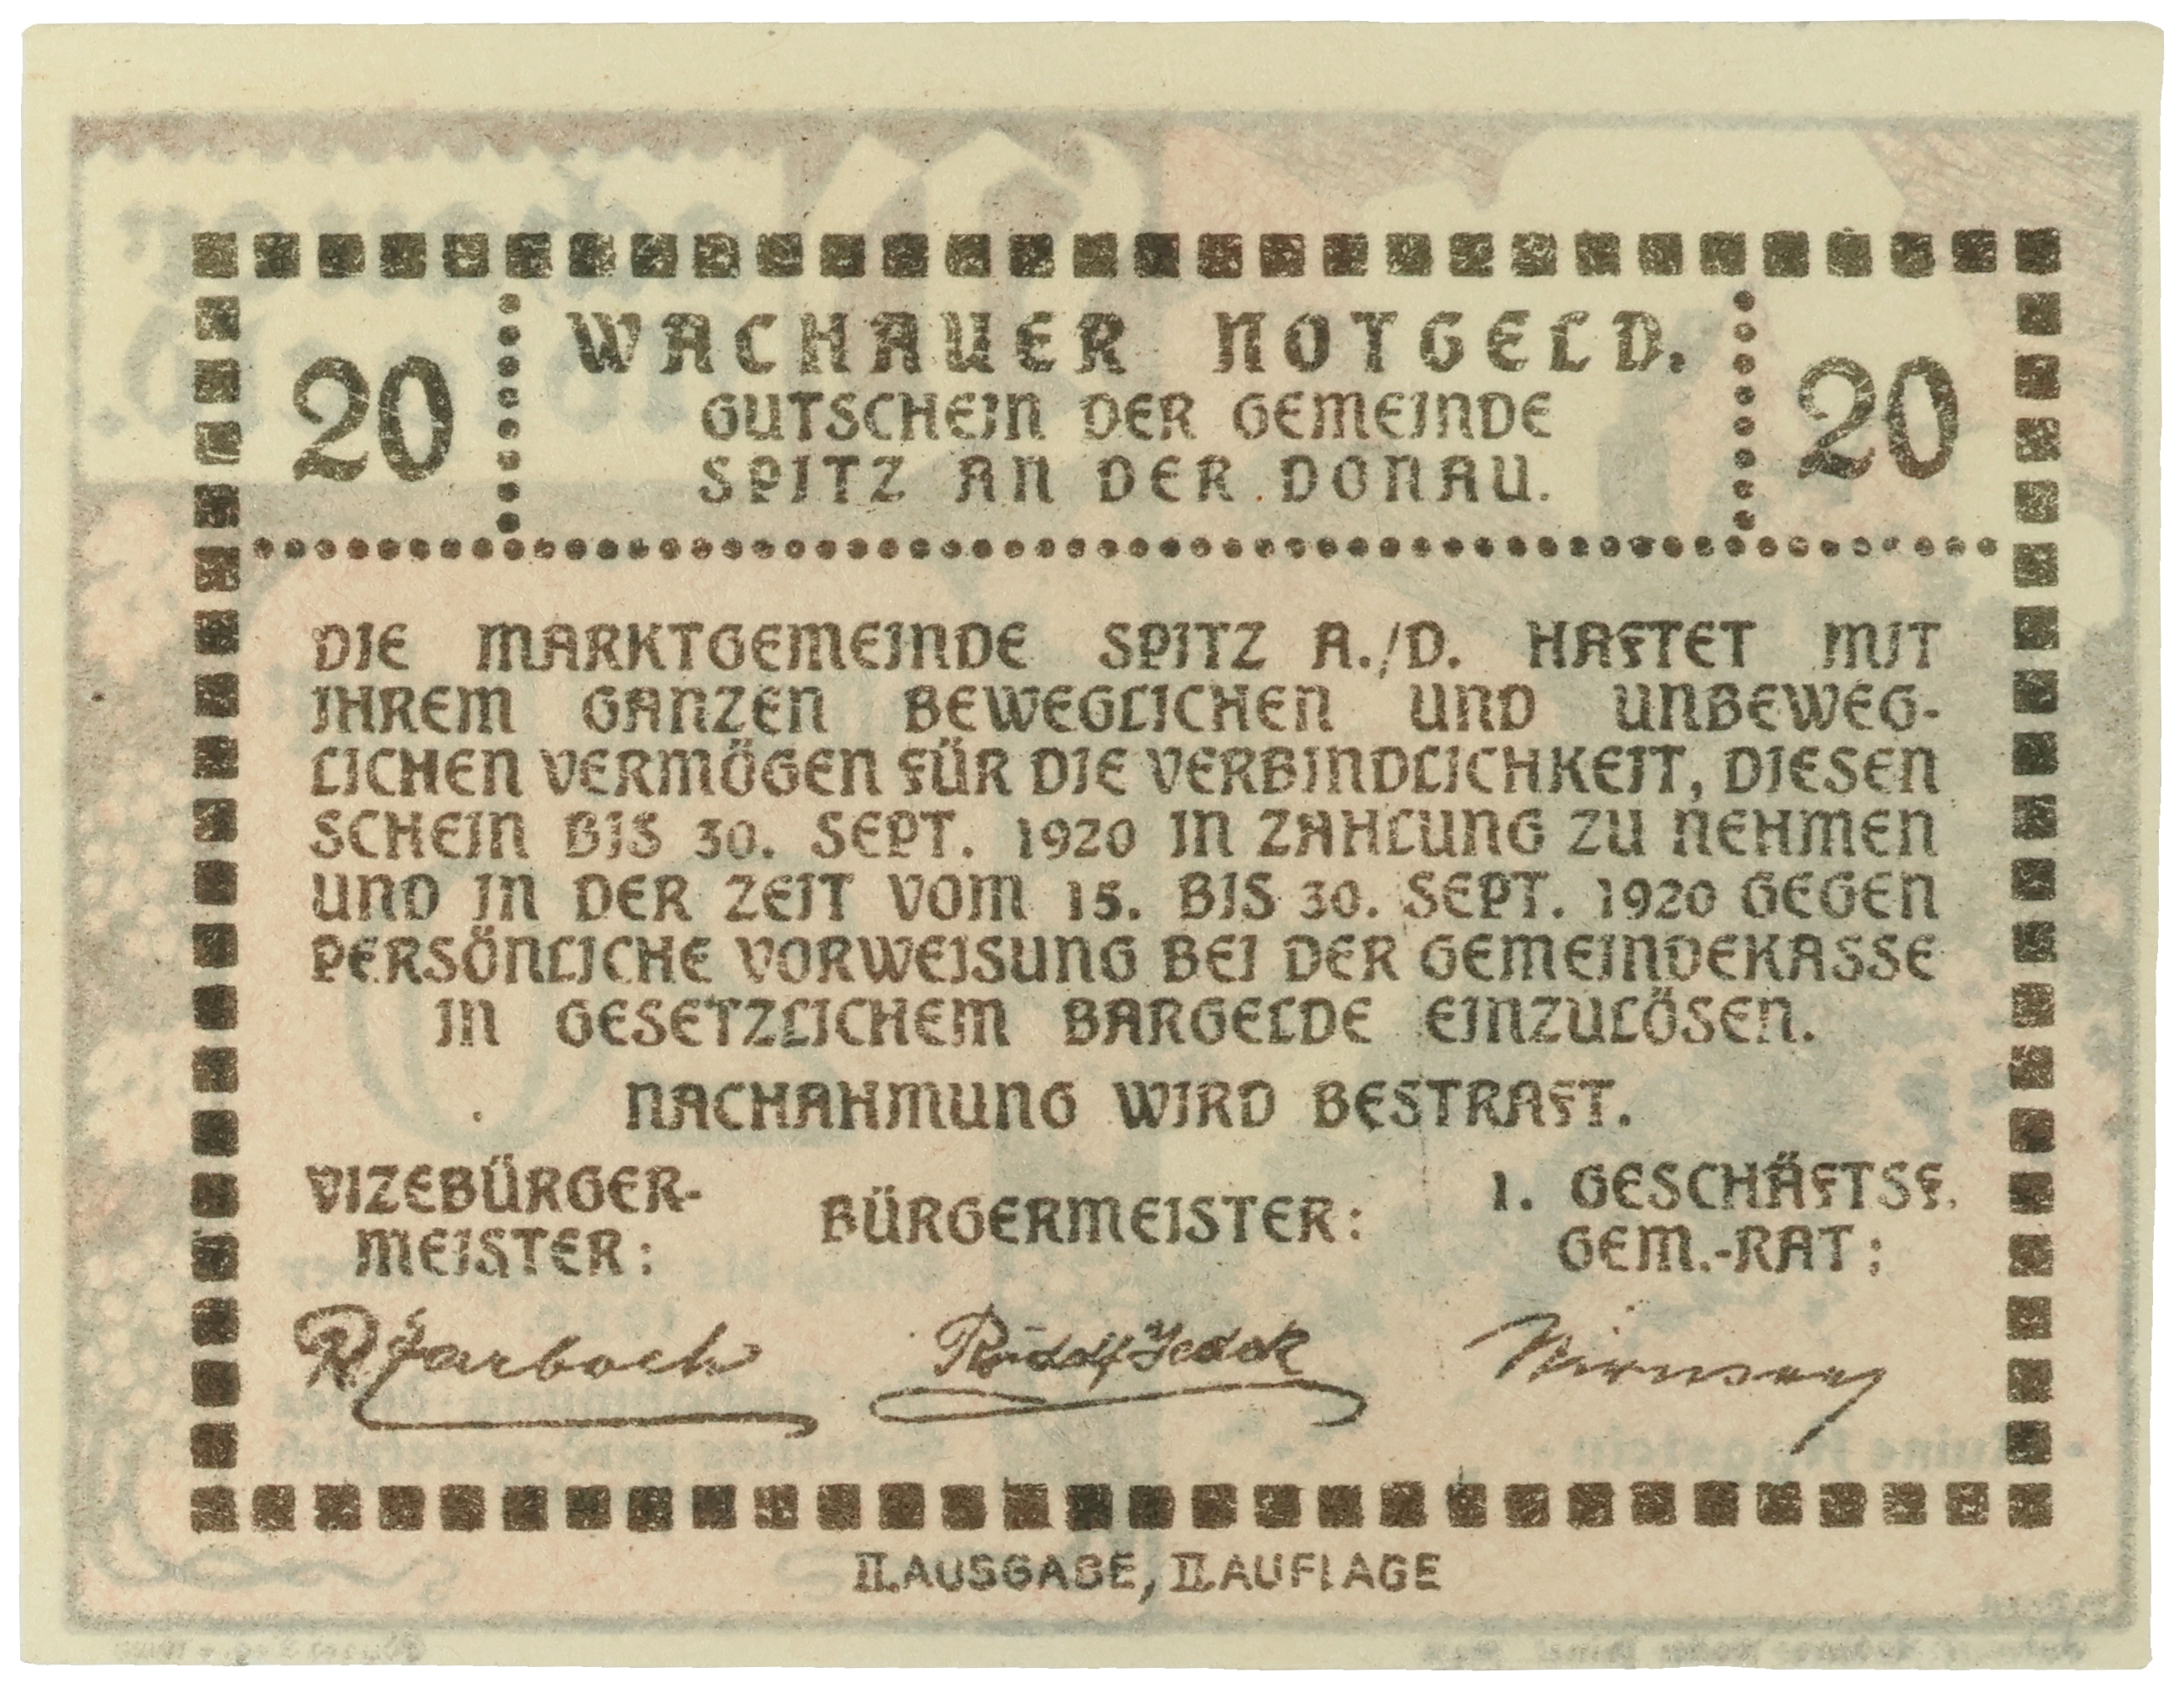 WACHAUER NOTGELD.
20 GUTSCHEIN DER GEMEINDE 20
SPITZ AN DER DONAU.
DIE MARKTGEMEINDE SPITZ A./D. HAFTET MIT
IHREM GANZEN BEWEGLICHEN UND UNBEWEG-
LICHEN VERMÖGEN FÜR DIE VERBINDLICHKEIT, DIESEN
SCHEIN BIS 30. SEPT. 1920 IN ZAHLUNG ZU NEHMEN
UND IN DER ZEIT VOM 15. BIS 30. SEPT. 1920 GEGEN
PERSÖNLICHE VORWEISUNG BEI DER GEMEINDEKASSE
IN GESETZLICHEM BARGELDE EINZULÖSEN.
NACHAHMUNG WIRD BESTRAFT.
VIZEBÜRGER-
MEISTER:
BÜRGERMEISTER:
1. GESCHÄFTSF.
GEM.-RAT:
Rudolf
II. AUSGABE, II. AUFLAGE